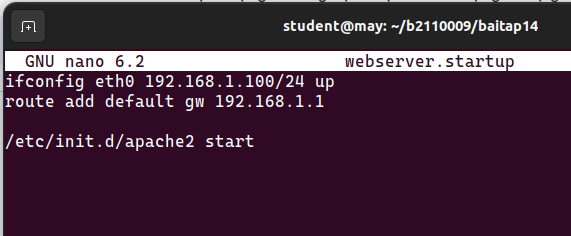 student@may: ~/b2110009/baitap14
GNU nano 6.2 webserver.startup
ifconfig eth0 192.168.1.100/24 up
route add default gw 192.168.1.1
/etc/init.d/apache2 start